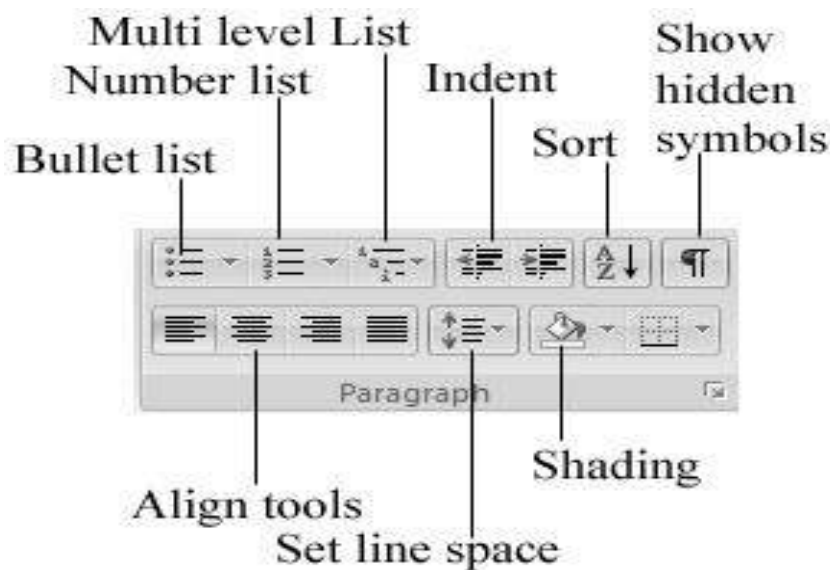 Multi level List
Number list
Bullet list
Indent
Sort
Show
hidden
symbols
Paragraph
Align tools
Set line space
Shading